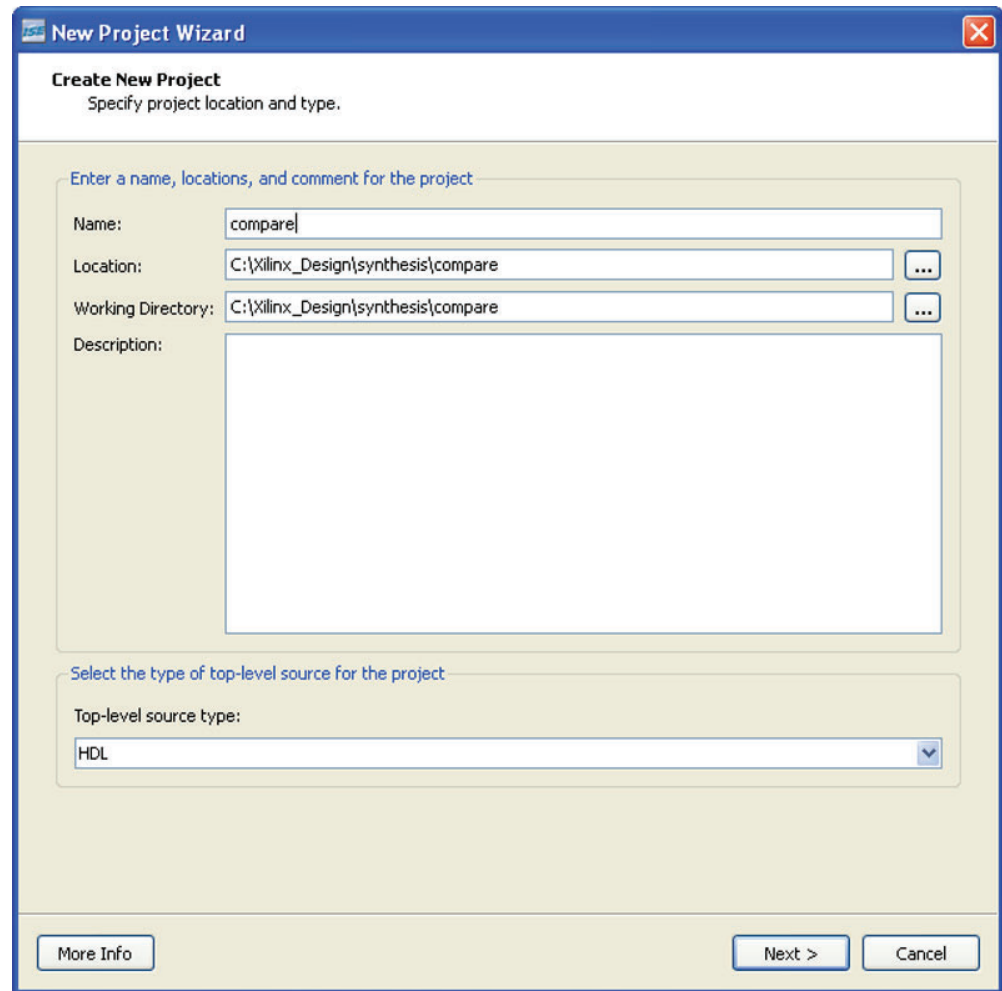 ISE New Project Wizard
Create New Project
Specify project location and type.
Enter a name, locations, and comment for the project
Name: compare
Location: C:\Xilinx_Design\synthesis\compare ...
Working Directory: C:\Xilinx_Design\synthesis\compare ...
Description:
Select the type of top-level source for the project
Top-level source type:
HDL
More Info Next > Cancel